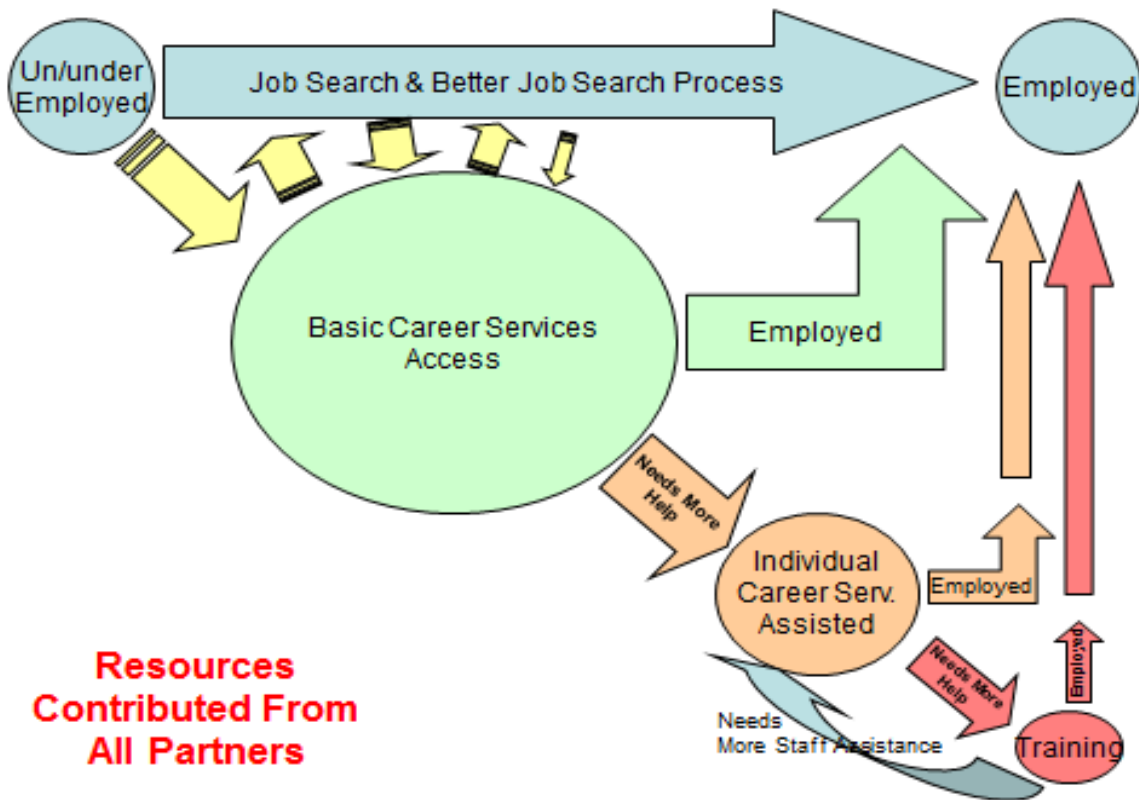 Un/under
Employed
Job Search & Better Job Search Process
Employed
Basic Career Services
Access
Employed
Needs More
Help
Individual
Career Serv.
Assisted
Employed
Needs More
Help
Employed
Training
Needs
More Staff Assistance
Resources
Contributed From
All Partners